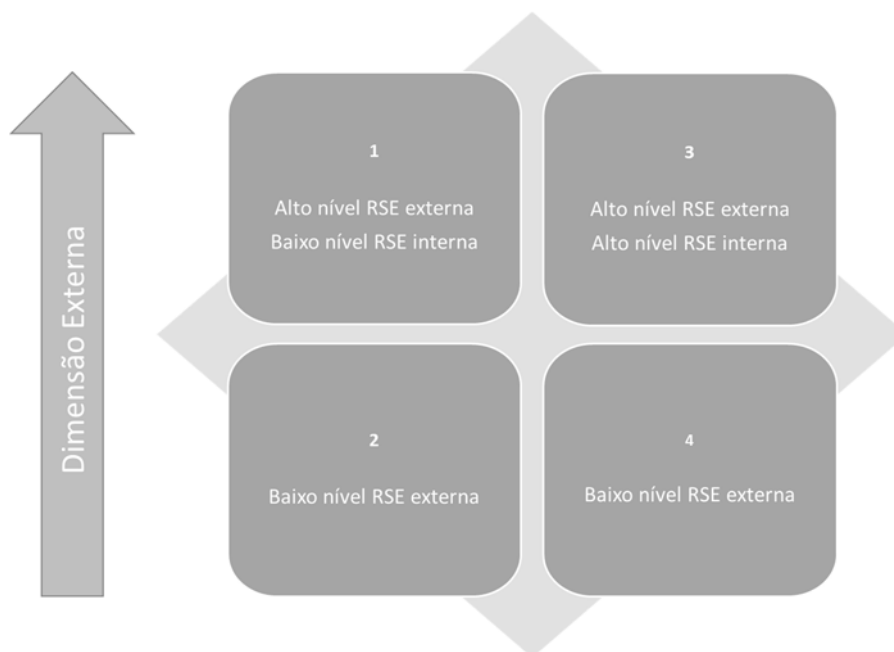 Dimensão Externa
1
Alto nível RSE externa
Baixo nível RSE interna
3
Alto nível RSE externa
Alto nível RSE interna
2
Baixo nível RSE externa
4
Baixo nível RSE externa